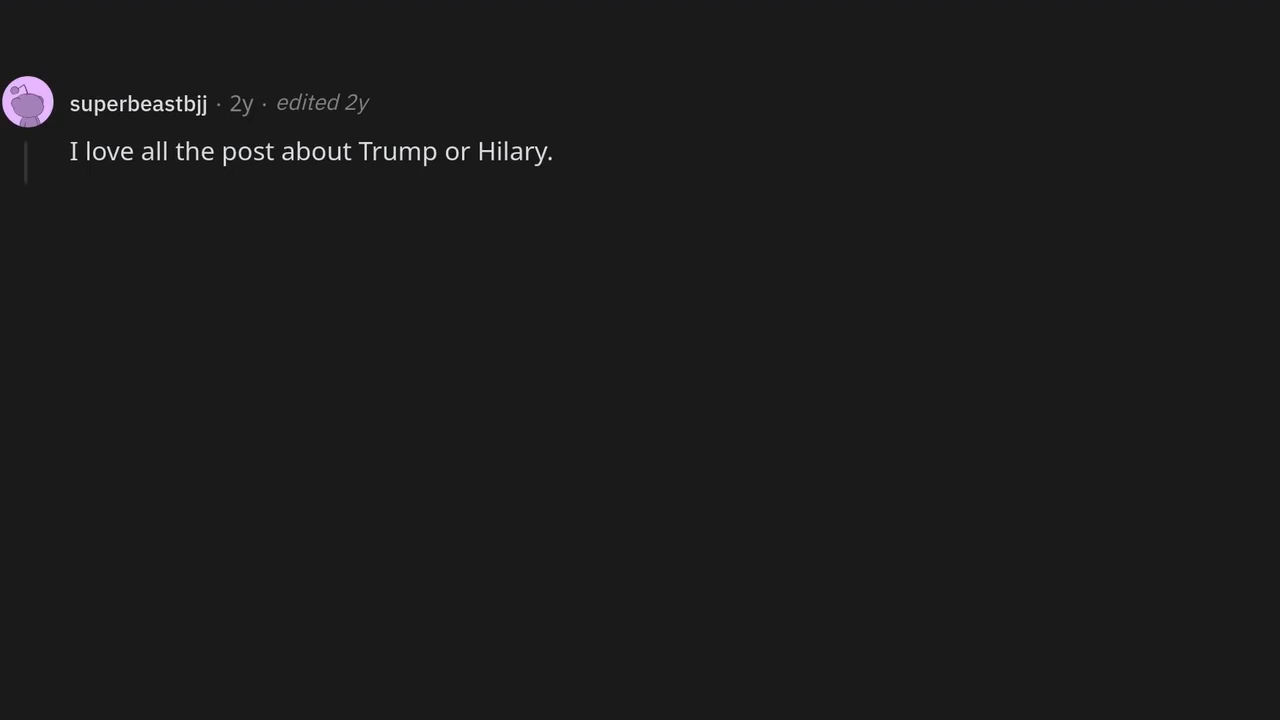 superbeastbjj · 2y · edited 2y
I love all the post about Trump or Hilary.